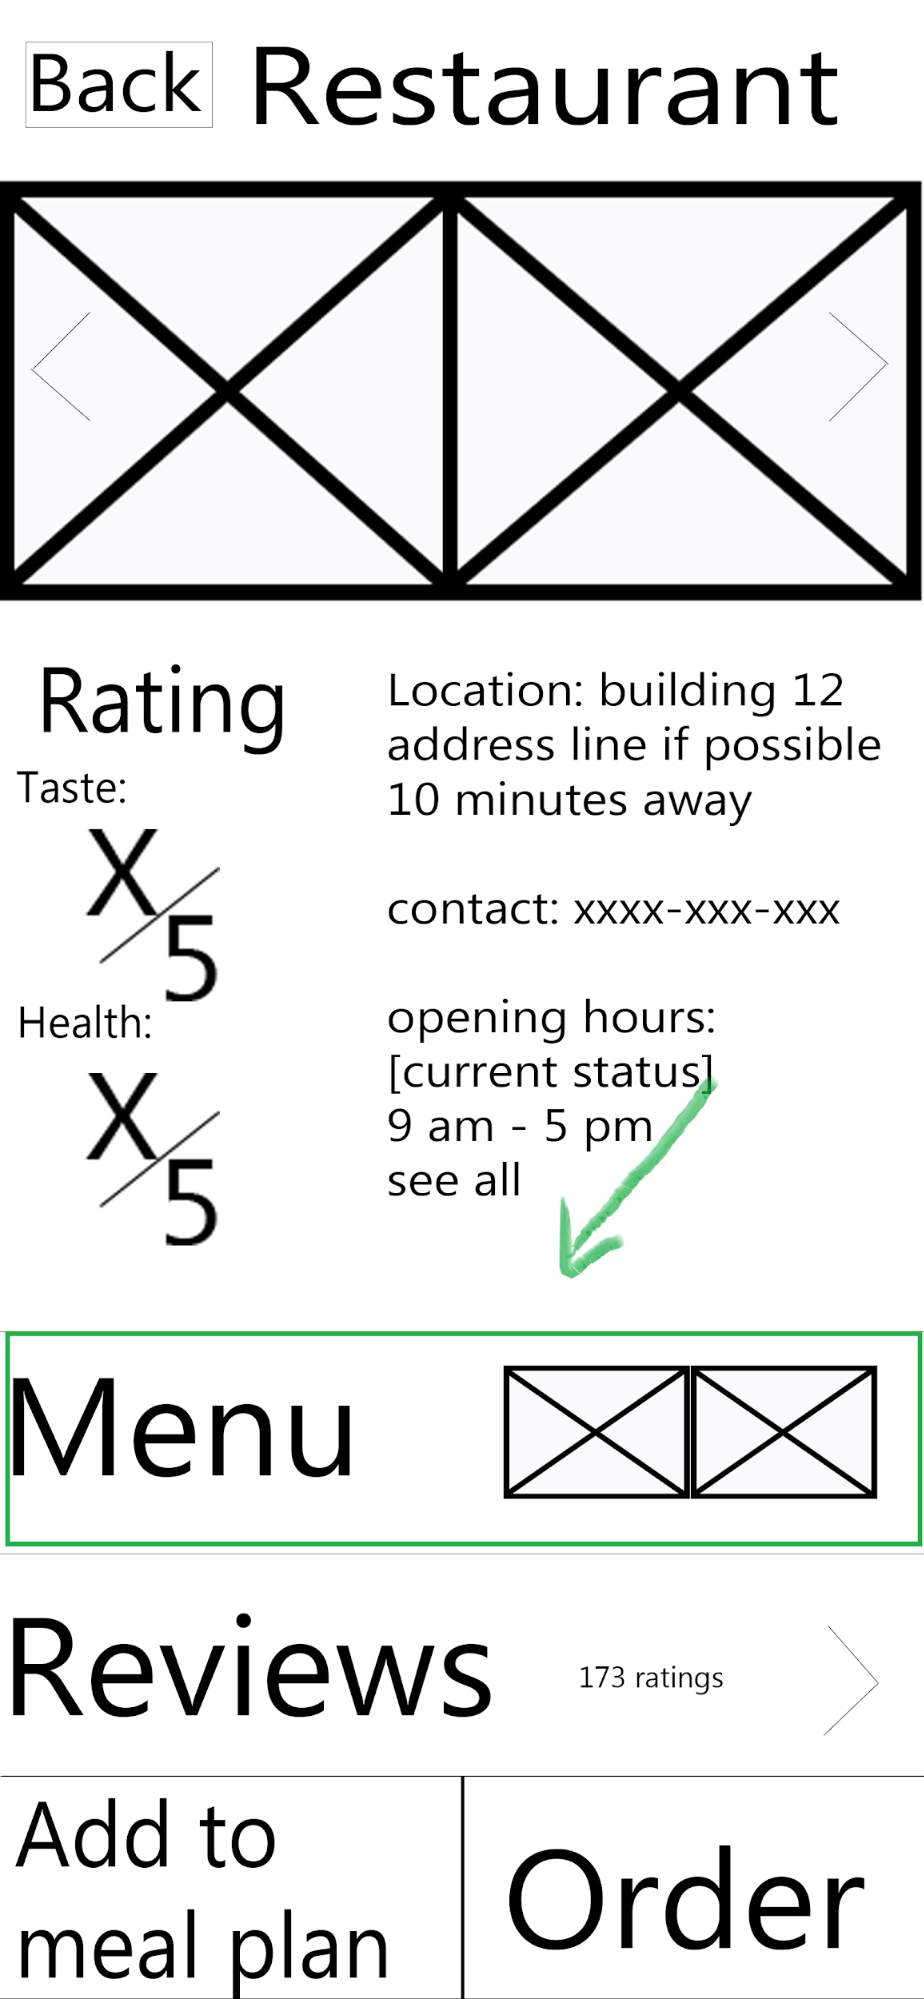 Back
Restaurant
Rating
Taste:
X/5
Health:
X/5
Location: building 12
address line if possible
10 minutes away
contact: xxxx-xxx-xxx
opening hours:
[current status]
9 am - 5 pm
see all
Menu
Reviews
173 ratings
Add to
meal plan
Order